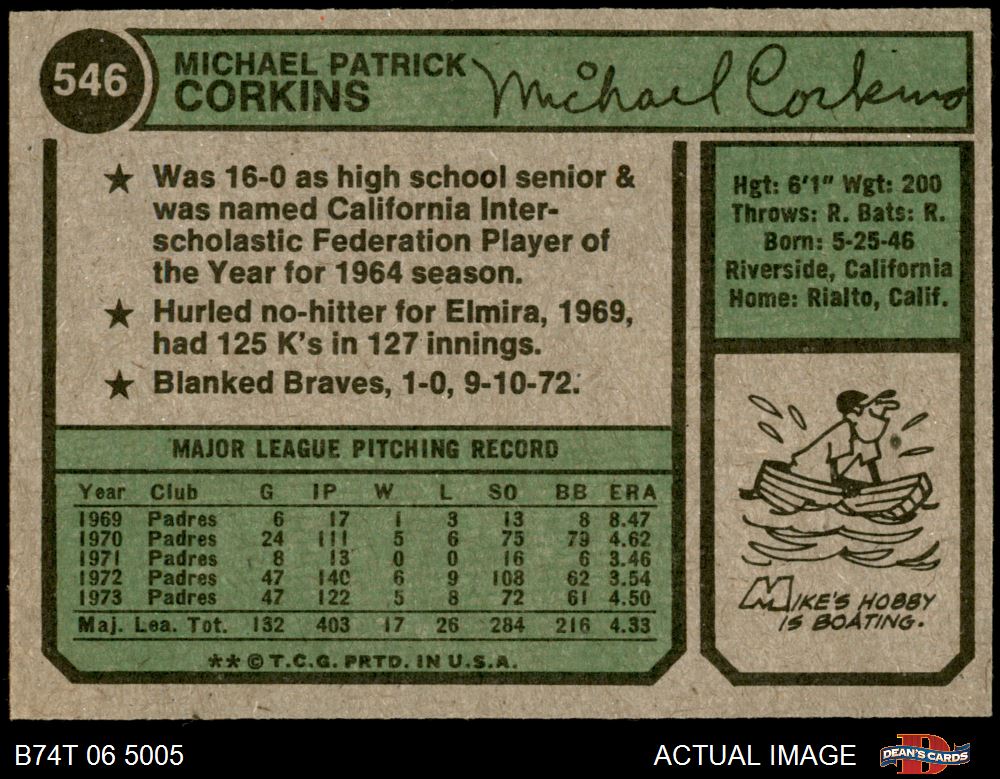 546
MICHAEL PATRICK
CORKINS
Michael Corkins
★ Was 16-0 as high school senior &
was named California Inter-
scholastic Federation Player of
the Year for 1964 season.
★ Hurled no-hitter for Elmira, 1969,
had 125 K's in 127 innings.
★ Blanked Braves, 1-0, 9-10-72.
Hgt: 6'1" Wgt: 200
Throws: R. Bats: R.
Born: 5-25-46
Riverside, California
Home: Rialto, Calif.
MAJOR LEAGUE PITCHING RECORD
Year Club G IP W L SO BB ERA
1969 Padres 6 17 1 3 13 8 8.47
1970 Padres 24 111 5 6 75 79 4.62
1971 Padres 8 13 0 0 16 6 3.46
1972 Padres 47 140 6 9 108 62 3.54
1973 Padres 47 122 5 8 72 61 4.50
Maj. Lea. Tot. 132 403 17 26 284 216 4.33
** © T.C.G. PRTD. IN U.S.A.
MIKE'S HOBBY
IS BOATING.
B74T 06 5005
ACTUAL IMAGE
DEAN'S CARDS